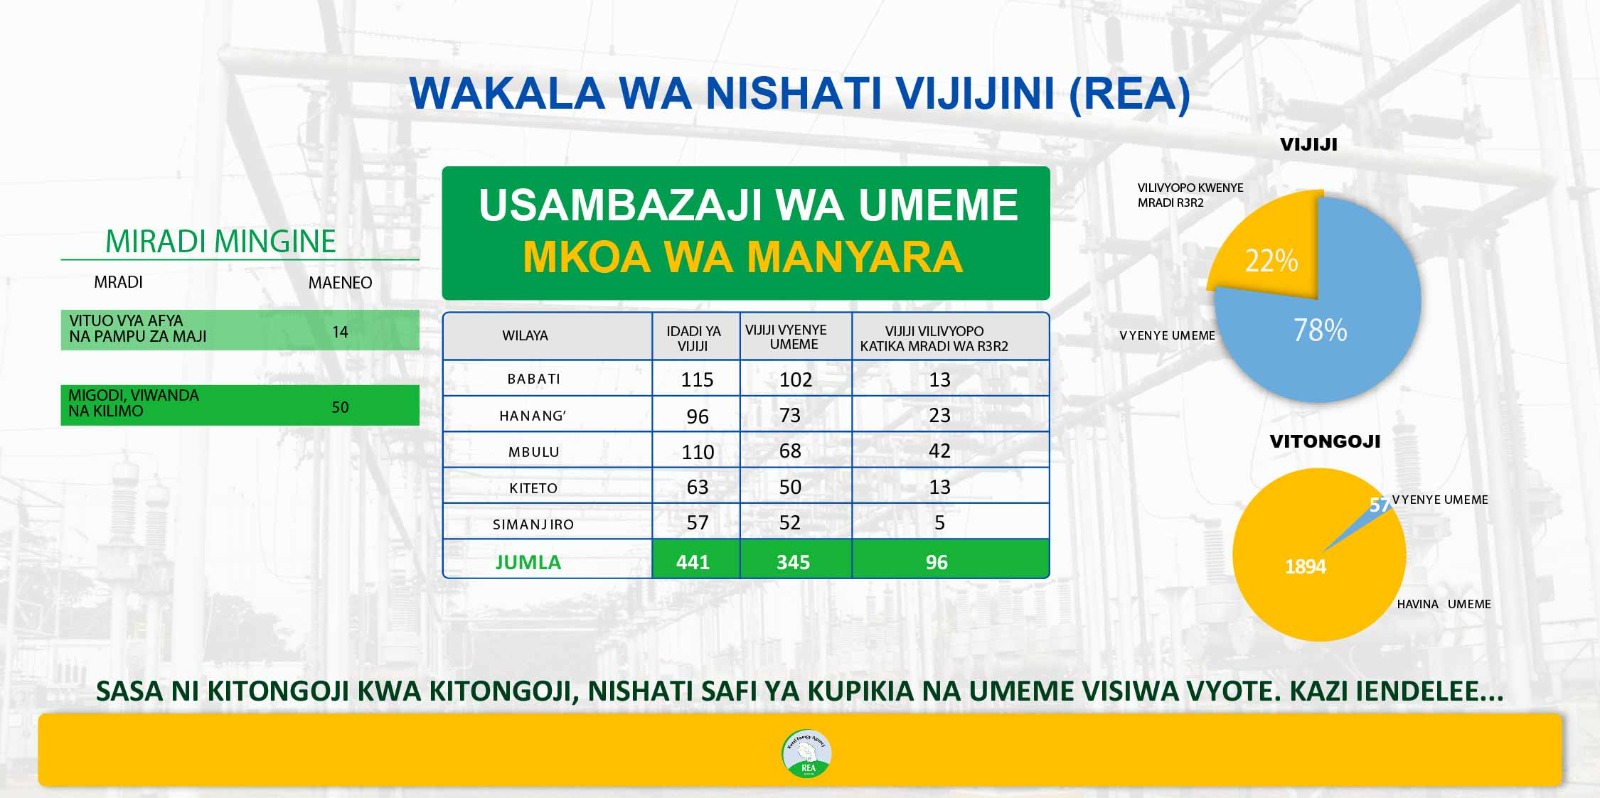 WAKALA WA NISHATI VIJIJINI (REA)
MIRADI MINGINE
MRADI MAENEO
VITUO VYA AFYA
NA PAMPU ZA MAJI 14
MIGODI, VIWANDA
NA KILIMO 50
USAMBAZAJI WA UMEME
MKOA WA MANYARA
WILAYA IDADI YA VIJIJI VIJIJI VYENYE UMEME VIJIJI VILIVYOPO KATIKA MRADI WA R3R2
BABATI 115 102 13
HANANG' 96 73 23
MBULU 110 68 42
KITETO 63 50 13
SIMANJIRO 57 52 5
JUMLA 441 345 96
VIJIJI
VILIVYOPO KWENYE
MRADI R3R2
22%
VYENYE UMEME
78%
VITONGOJI
57
VYENYE UMEME
1894
HAVINA UMEME
SASA NI KITONGOJI KWA KITONGOJI, NISHATI SAFI YA KUPIKIA NA UMEME VISIWA VYOTE. KAZI IENDELEE...
Rural Energy Agency
REA